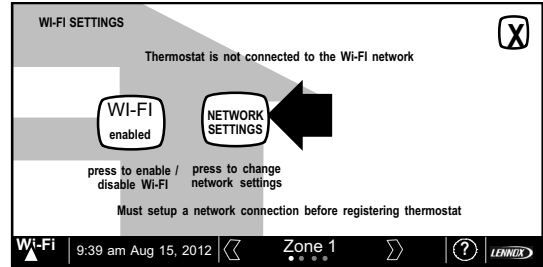 WI-FI SETTINGS
X
Thermostat is not connected to the Wi-FI network
WI-FI
enabled
NETWORK
SETTINGS
press to enable /
disable Wi-FI
press to change
network settings
Must setup a network connection before registering thermostat
Wi-Fi
9:39 am Aug 15, 2012
Zone 1
?
LENNOX